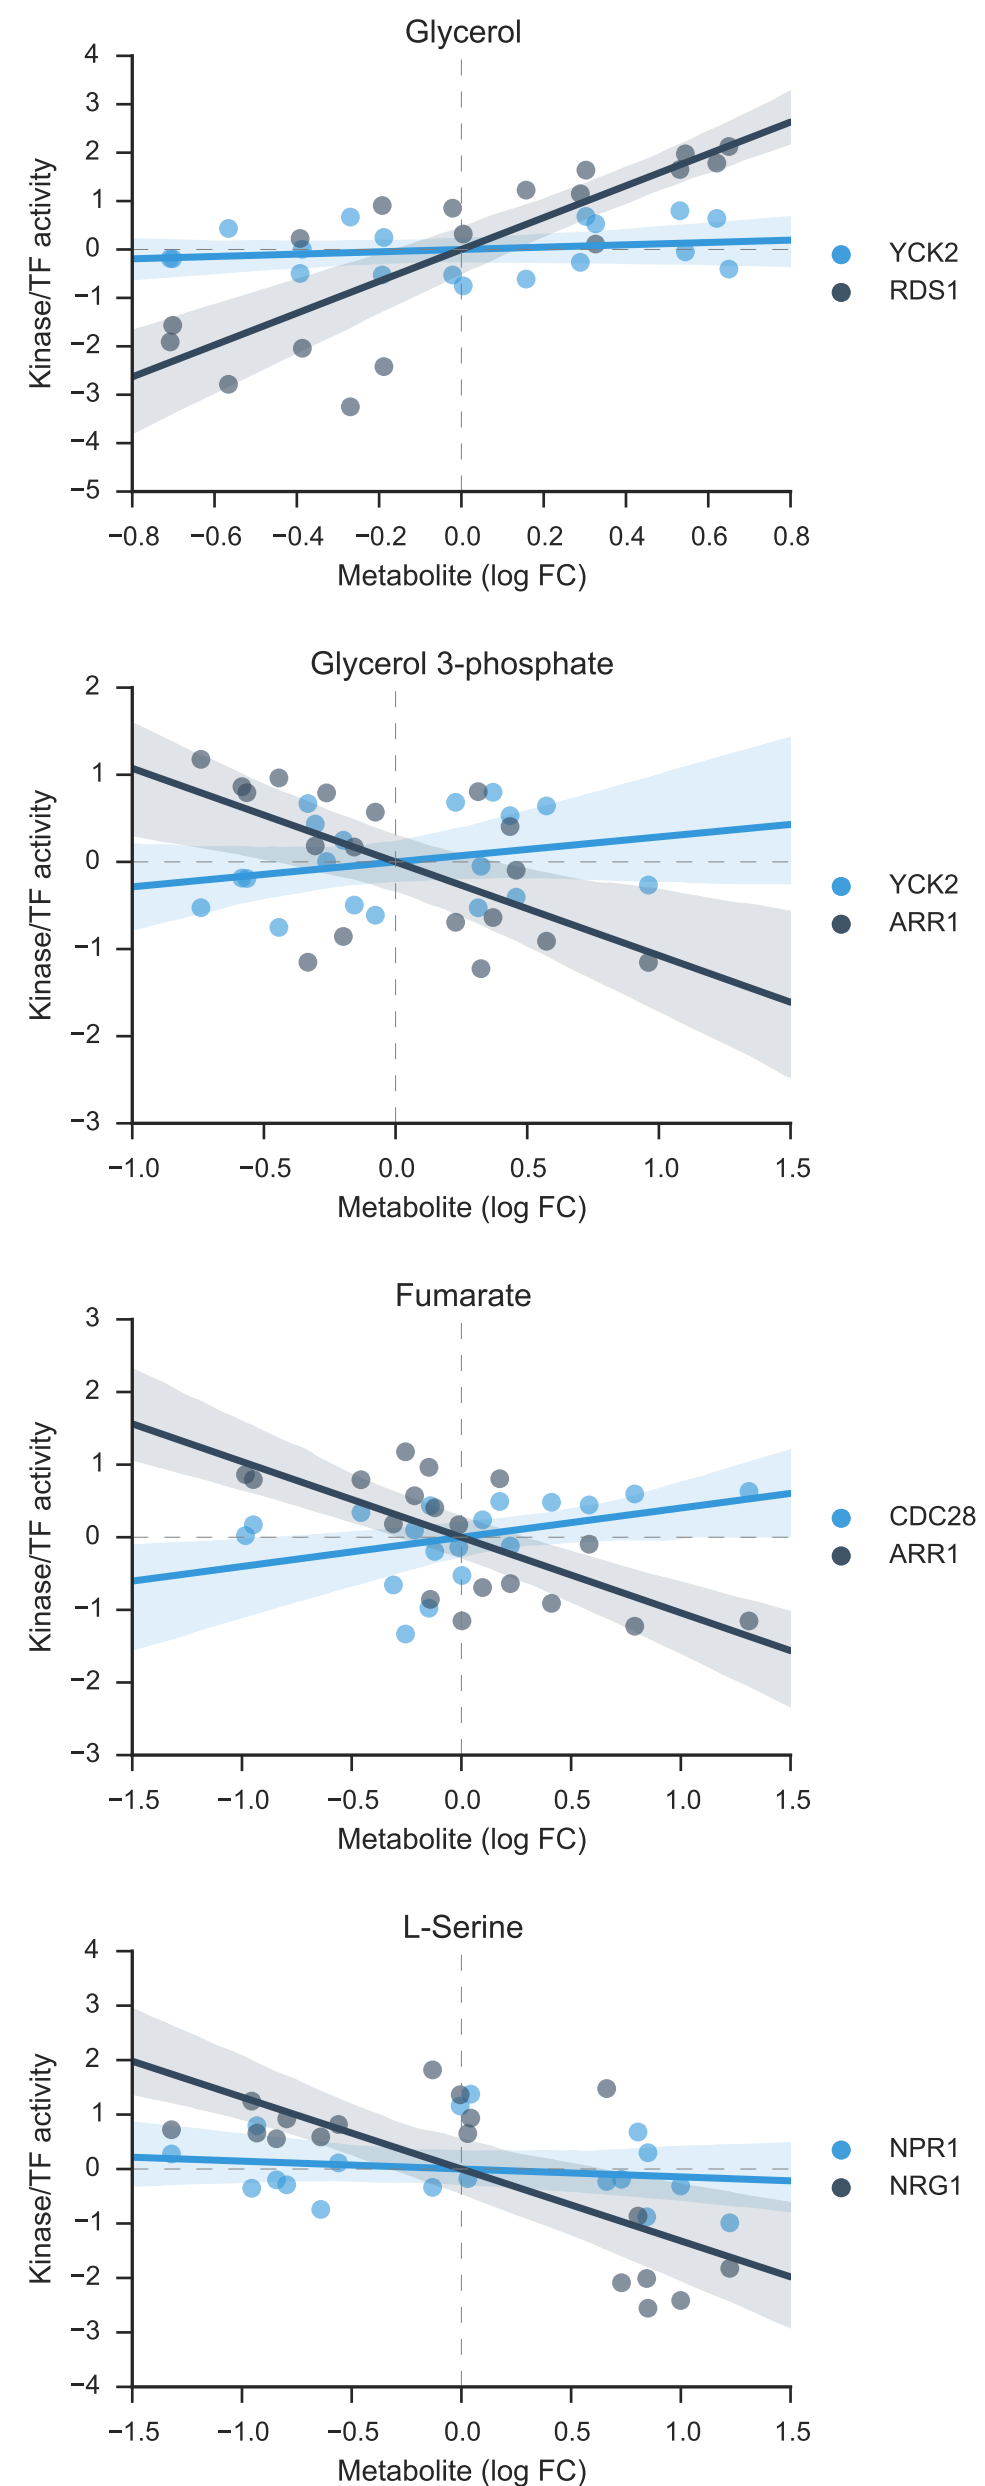 Glycerol
4
3
2
1
0
−1
−2
−3
−4
−5
Kinase/TF activity
−0.8 −0.6 −0.4 −0.2 0.0 0.2 0.4 0.6 0.8
Metabolite (log FC)
YCK2
RDS1
Glycerol 3-phosphate
2
1
0
−1
−2
−3
Kinase/TF activity
−1.0 −0.5 0.0 0.5 1.0 1.5
Metabolite (log FC)
YCK2
ARR1
Fumarate
3
2
1
0
−1
−2
−3
Kinase/TF activity
−1.5 −1.0 −0.5 0.0 0.5 1.0 1.5
Metabolite (log FC)
CDC28
ARR1
L-Serine
4
3
2
1
0
−1
−2
−3
−4
Kinase/TF activity
−1.5 −1.0 −0.5 0.0 0.5 1.0 1.5
Metabolite (log FC)
NPR1
NRG1